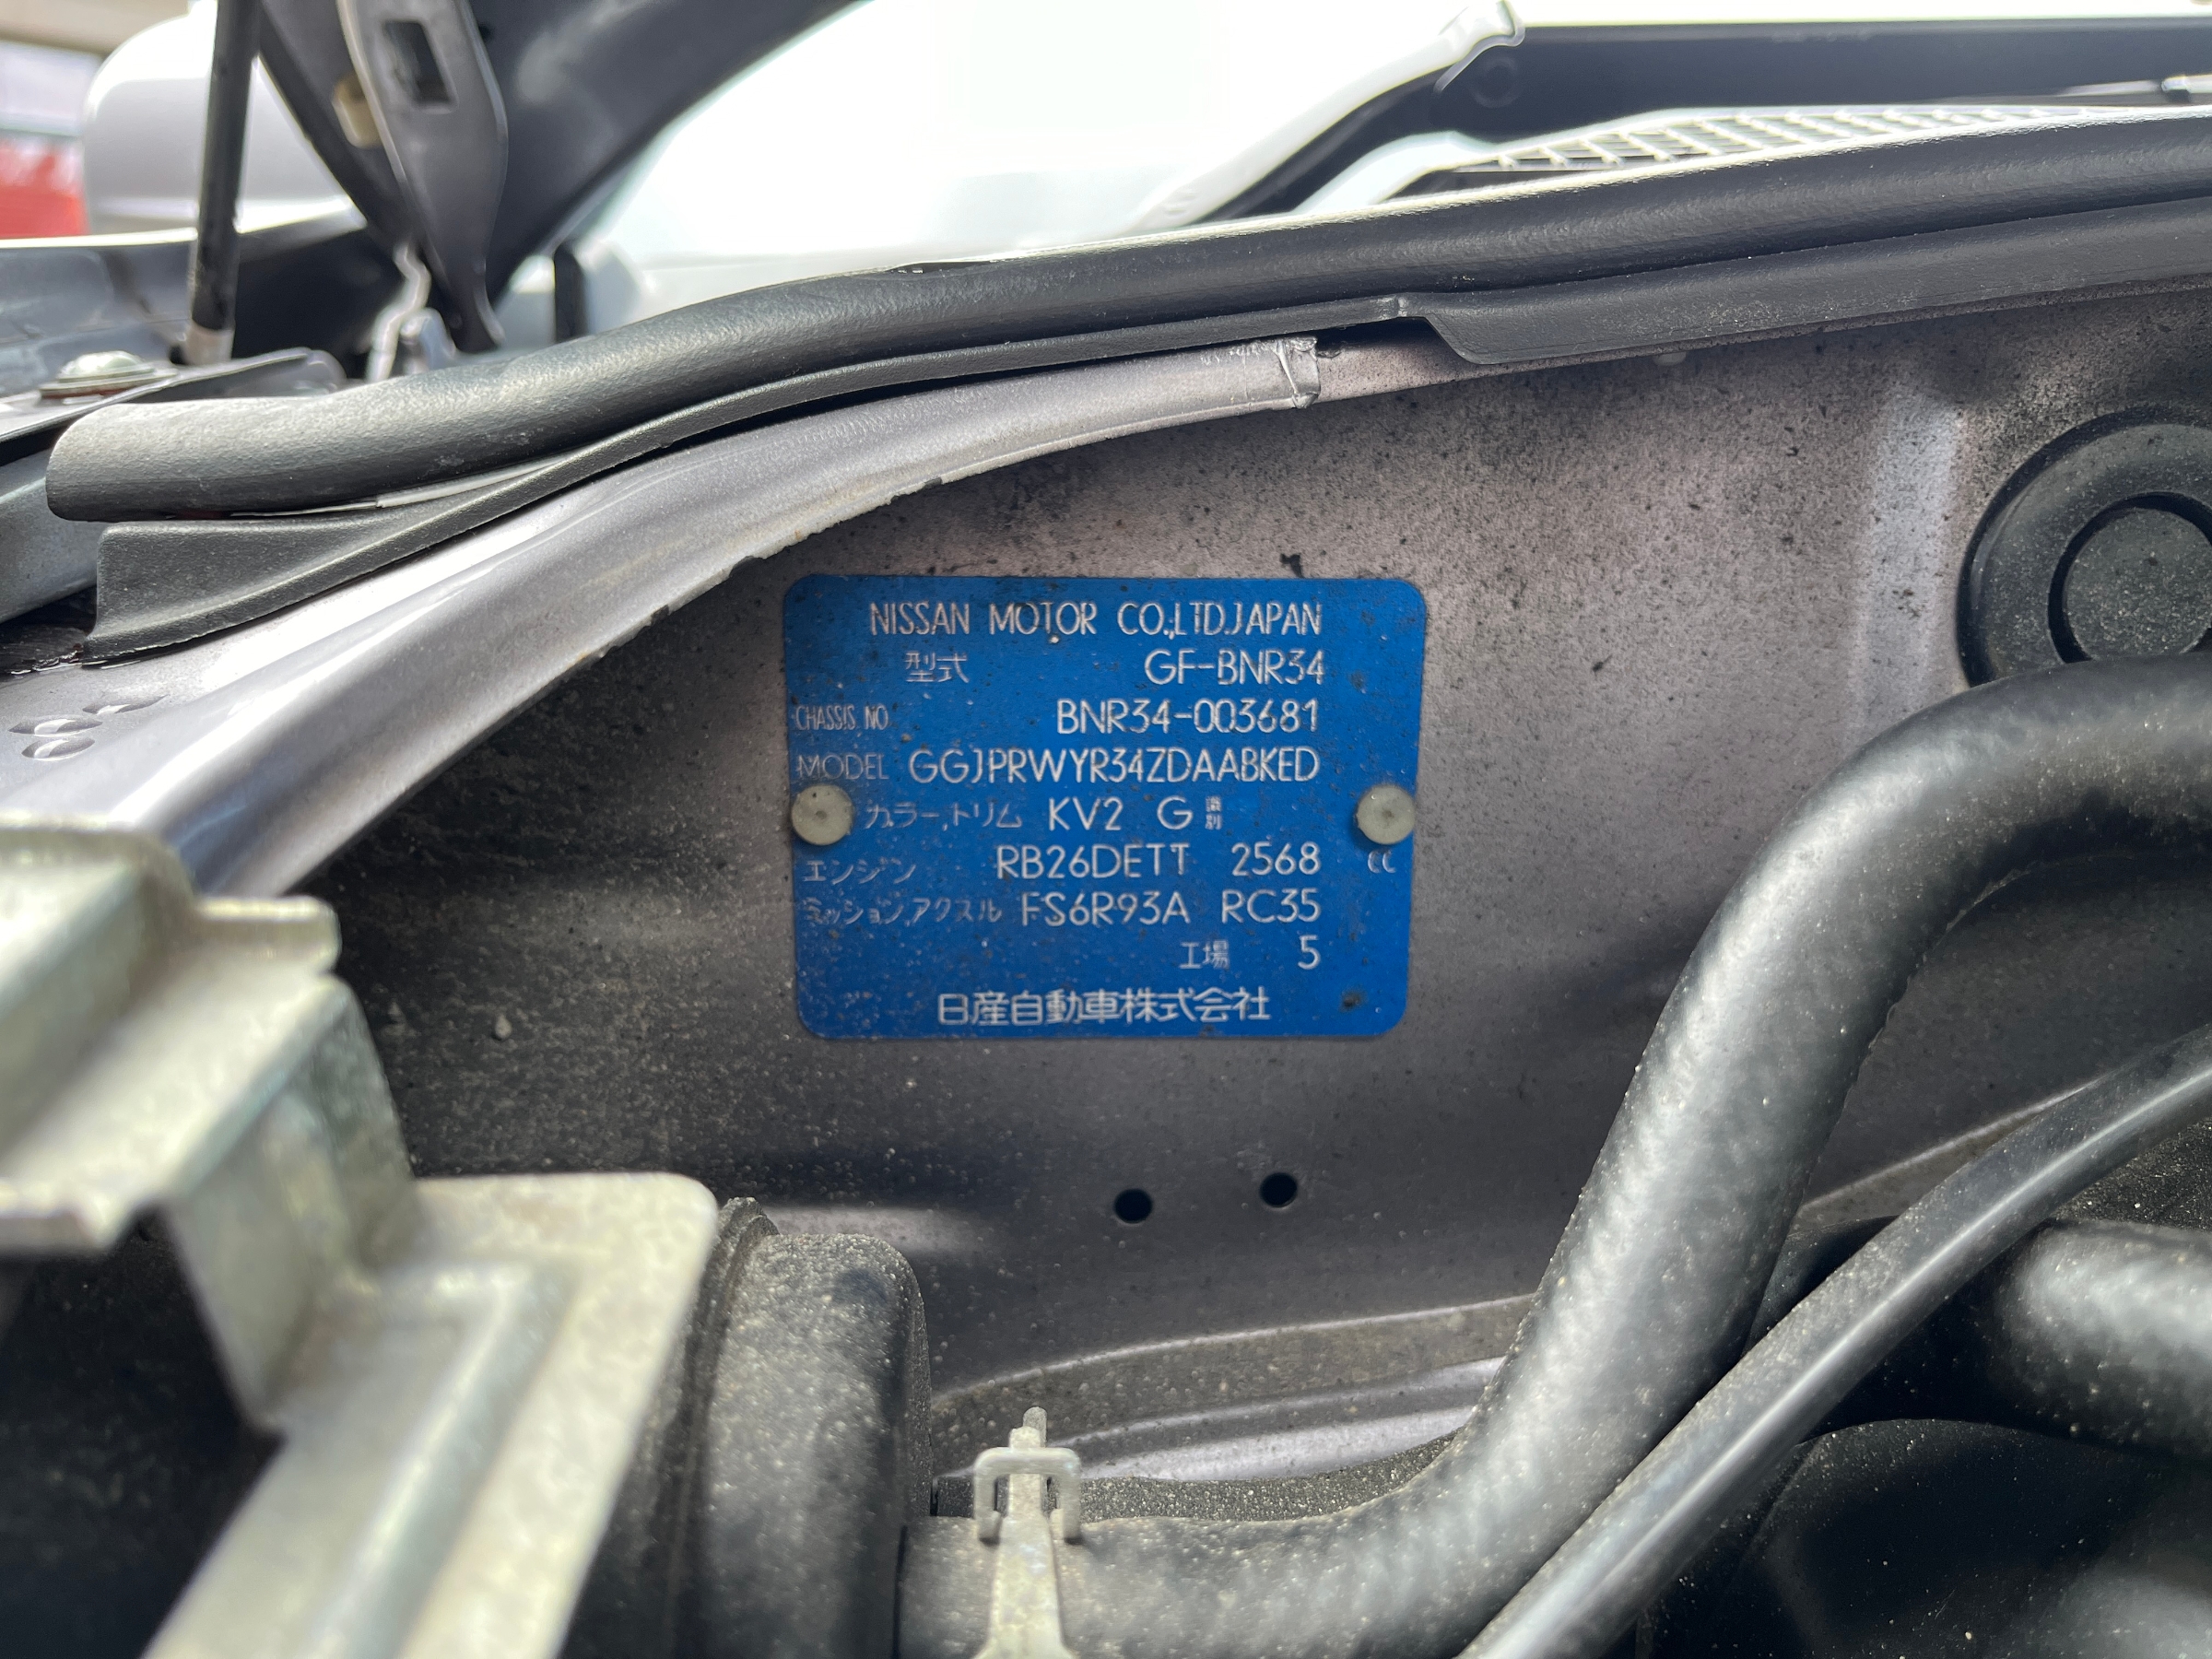 NISSAN MOTOR CO.,LTD.JAPAN
型式 GF-BNR34
CHASSIS NO. BNR34-003681
MODEL GGJPRWYR34ZDAABKED
カラー,トリム KV2 G 識別
エンジン RB26DETT 2568 CC
ミッション,アクスル FS6R93A RC35
工場 5
日産自動車株式会社